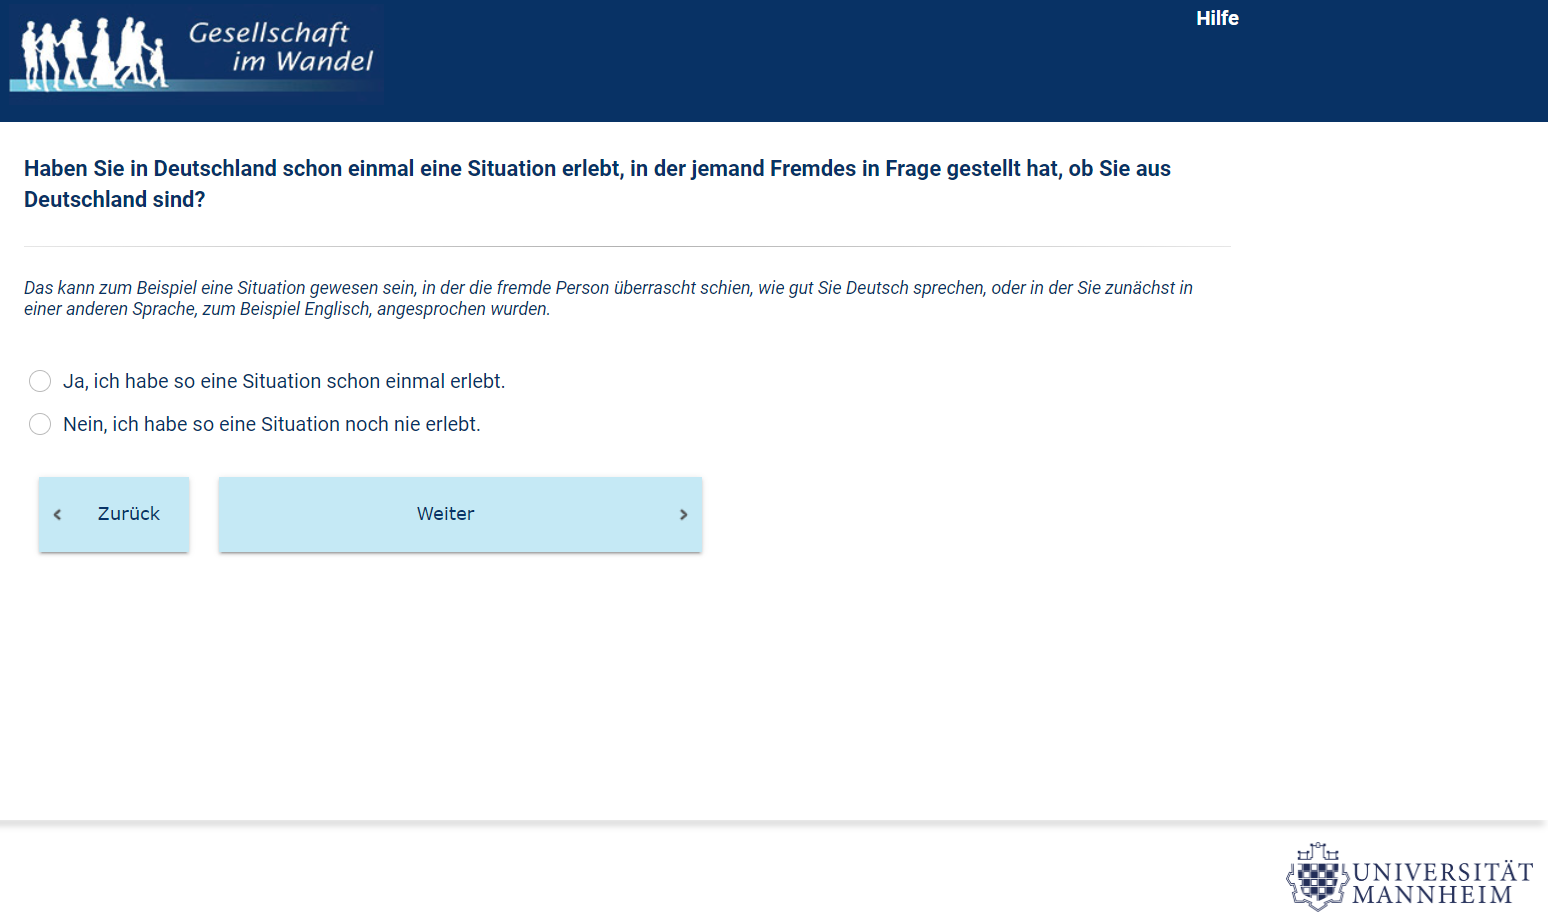 Gesellschaft
im Wandel
Hilfe
Haben Sie in Deutschland schon einmal eine Situation erlebt, in der jemand Fremdes in Frage gestellt hat, ob Sie aus
Deutschland sind?
Das kann zum Beispiel eine Situation gewesen sein, in der die fremde Person überrascht schien, wie gut Sie Deutsch sprechen, oder in der Sie zunächst in
einer anderen Sprache, zum Beispiel Englisch, angesprochen wurden.
Ja, ich habe so eine Situation schon einmal erlebt.
Nein, ich habe so eine Situation noch nie erlebt.
Zurück
Weiter
UNIVERSITÄT
MANNHEIM